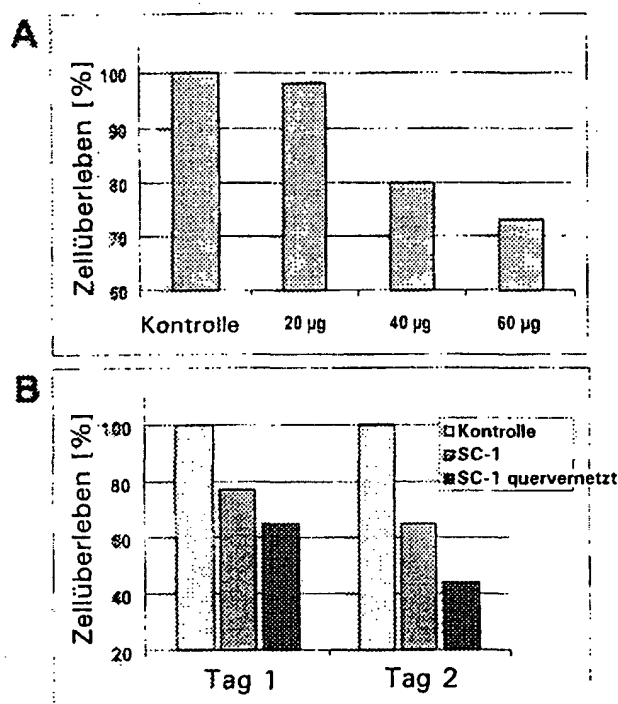 A
Zellüberleben [%]
100
90
80
70
60
Kontrolle 20 µg 40 µg 60 µg
B
Zellüberleben [%]
100
80
60
40
20
Kontrolle
SC-1
SC-1 quervernetzt
Tag 1 Tag 2